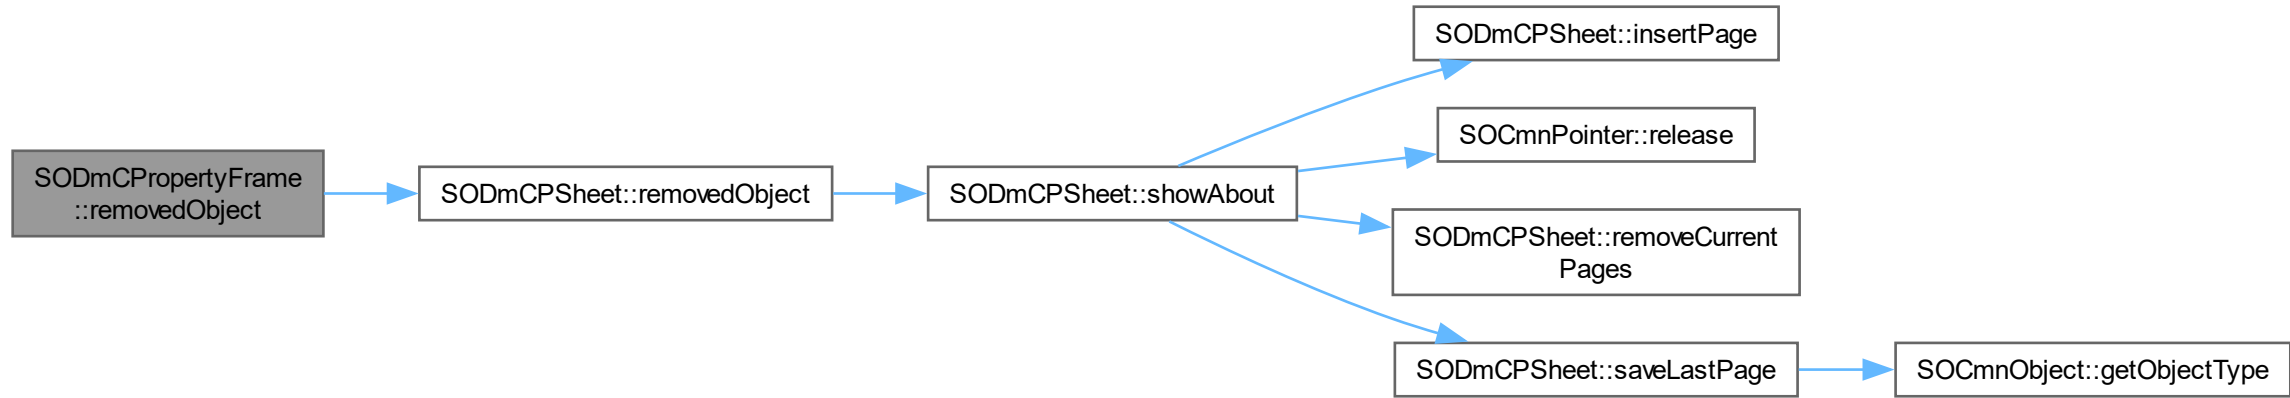 SODmCPropertyFrame
::removedObject
SODmCPSheet::removedObject
SODmCPSheet::showAbout
SODmCPSheet::insertPage
SOCmnPointer::release
SODmCPSheet::removeCurrent
Pages
SODmCPSheet::saveLastPage
SOCmnObject::getObjectType